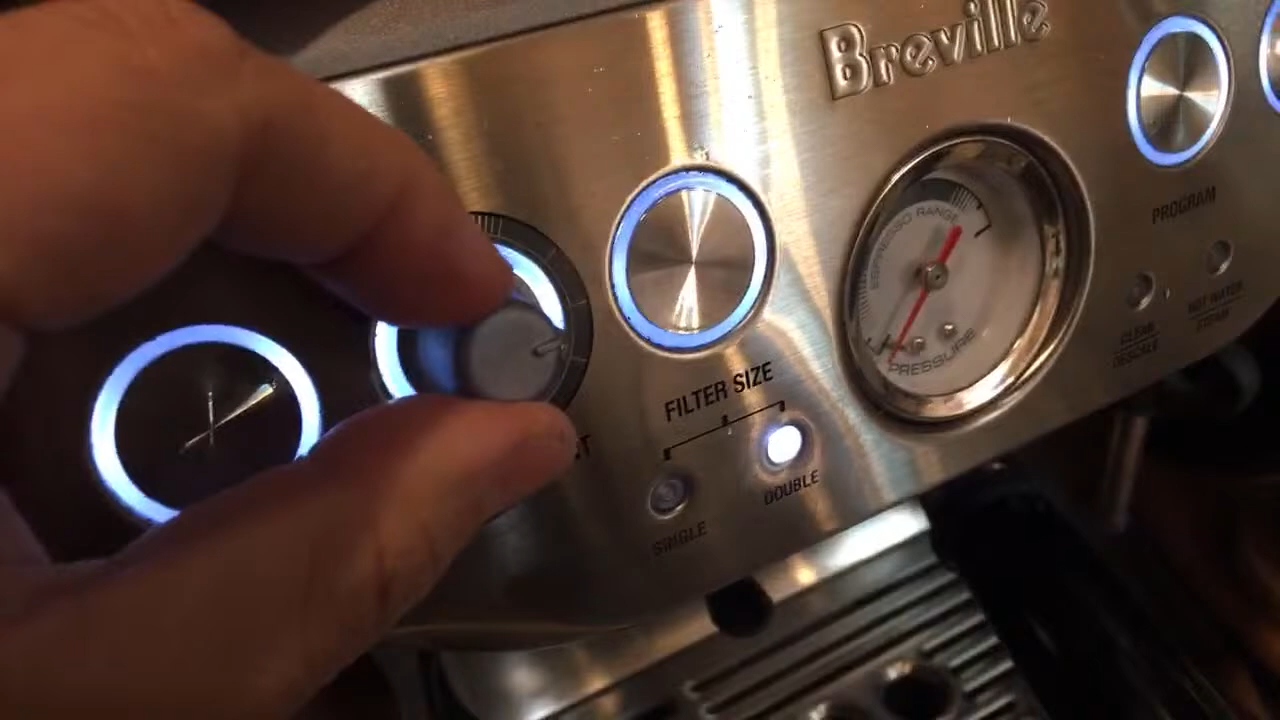 Breville
ESPRESSO RANGE
PRESSURE
PROGRAM
CLEAN
DESCALE
HOT WATER
STEAM
FILTER SIZE
SINGLE
DOUBLE